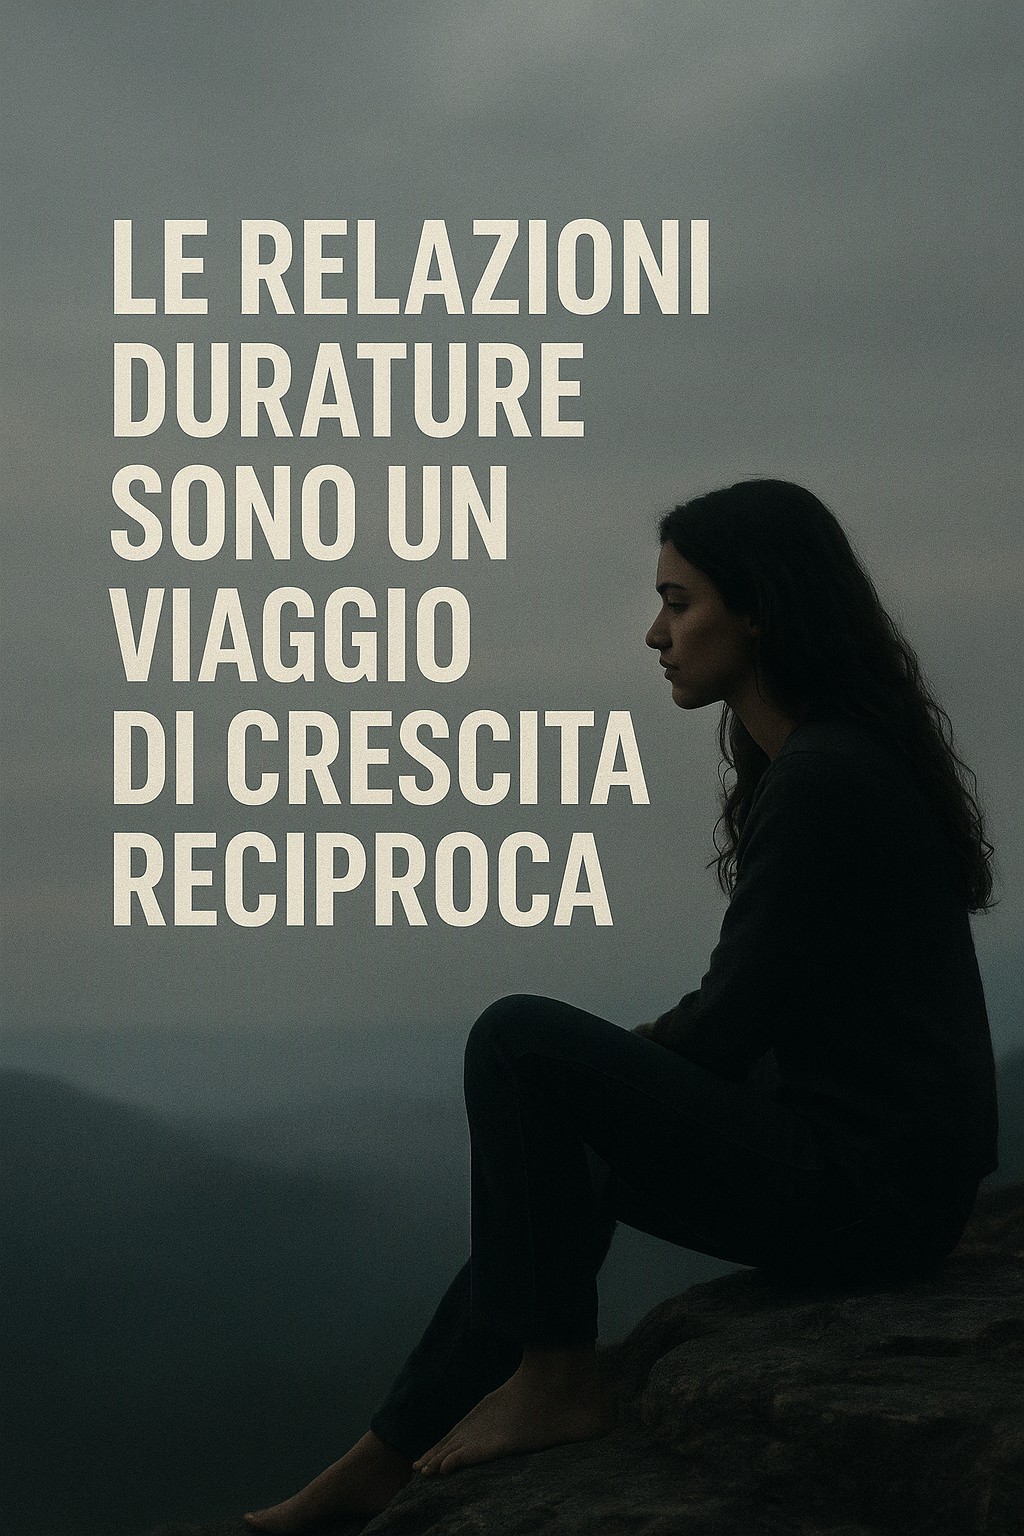 LE RELAZIONI
DURATURE
SONO UN
VIAGGIO
DI CRESCITA
RECIPROCA